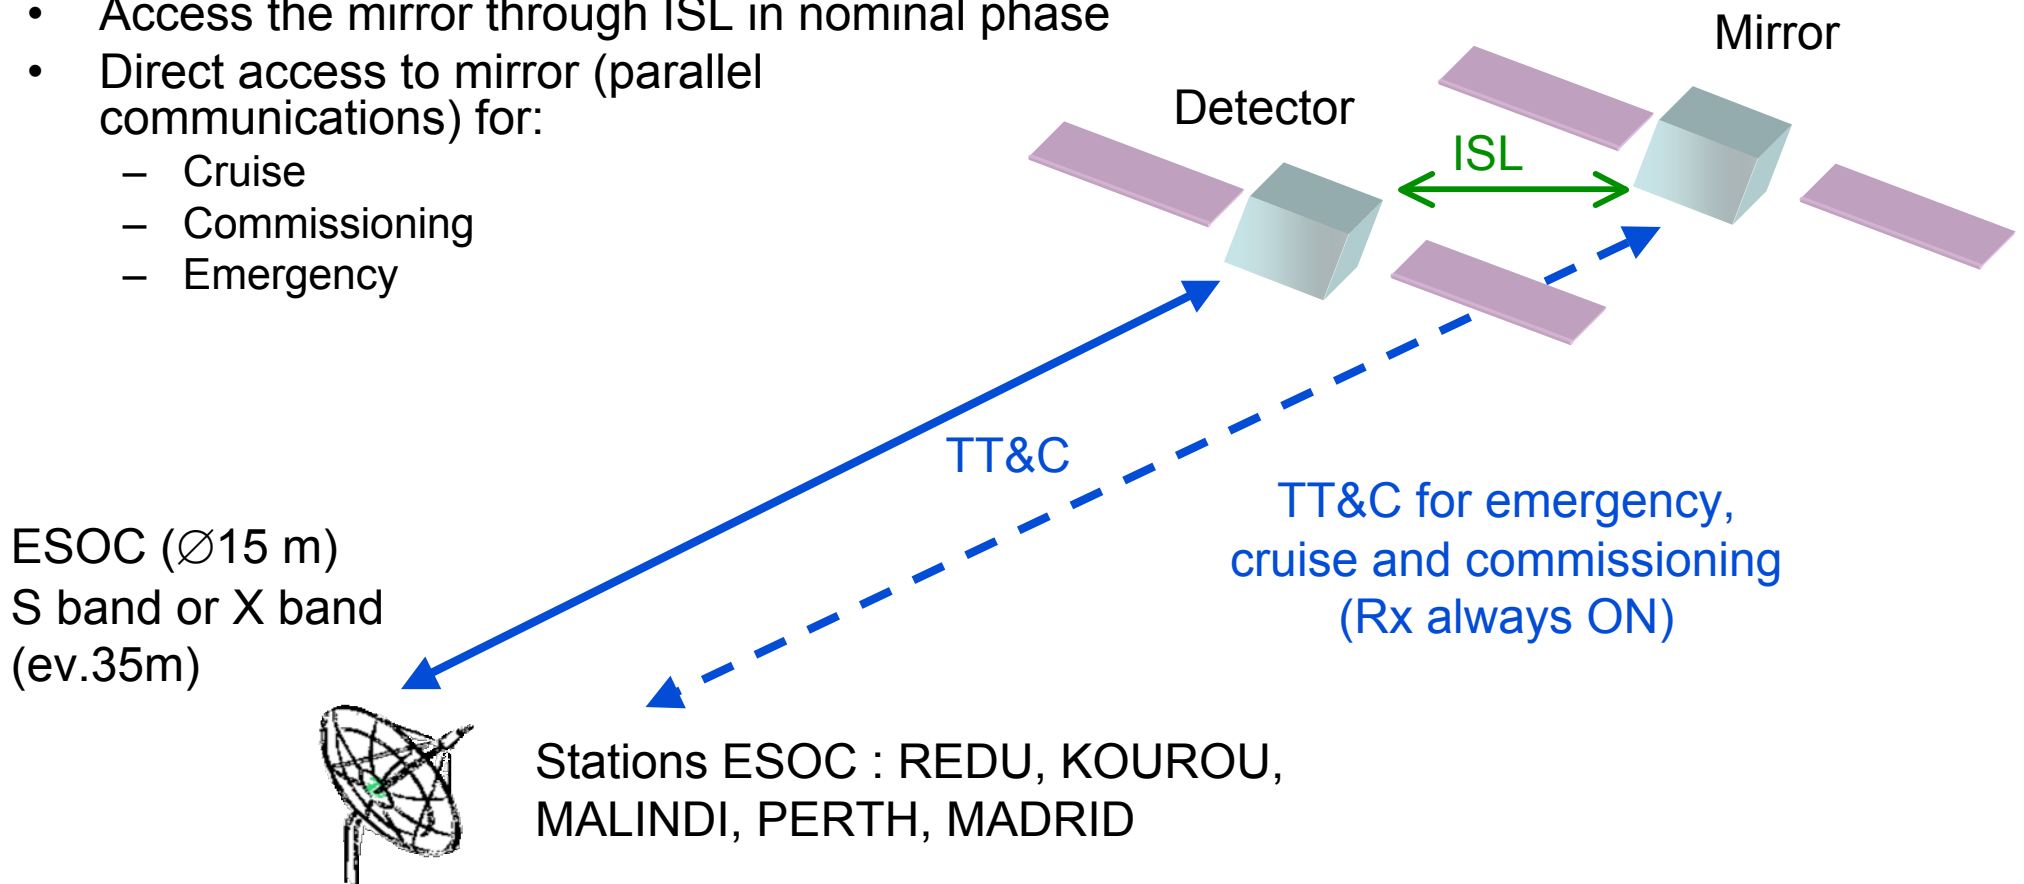 • Access the mirror through ISL in nominal phase
• Direct access to mirror (parallel
communications) for:
– Cruise
– Commissioning
– Emergency
Mirror
Detector
ISL
TT&C
TT&C for emergency,
cruise and commissioning
(Rx always ON)
ESOC (∅15 m)
S band or X band
(ev.35m)
Stations ESOC : REDU, KOUROU,
MALINDI, PERTH, MADRID